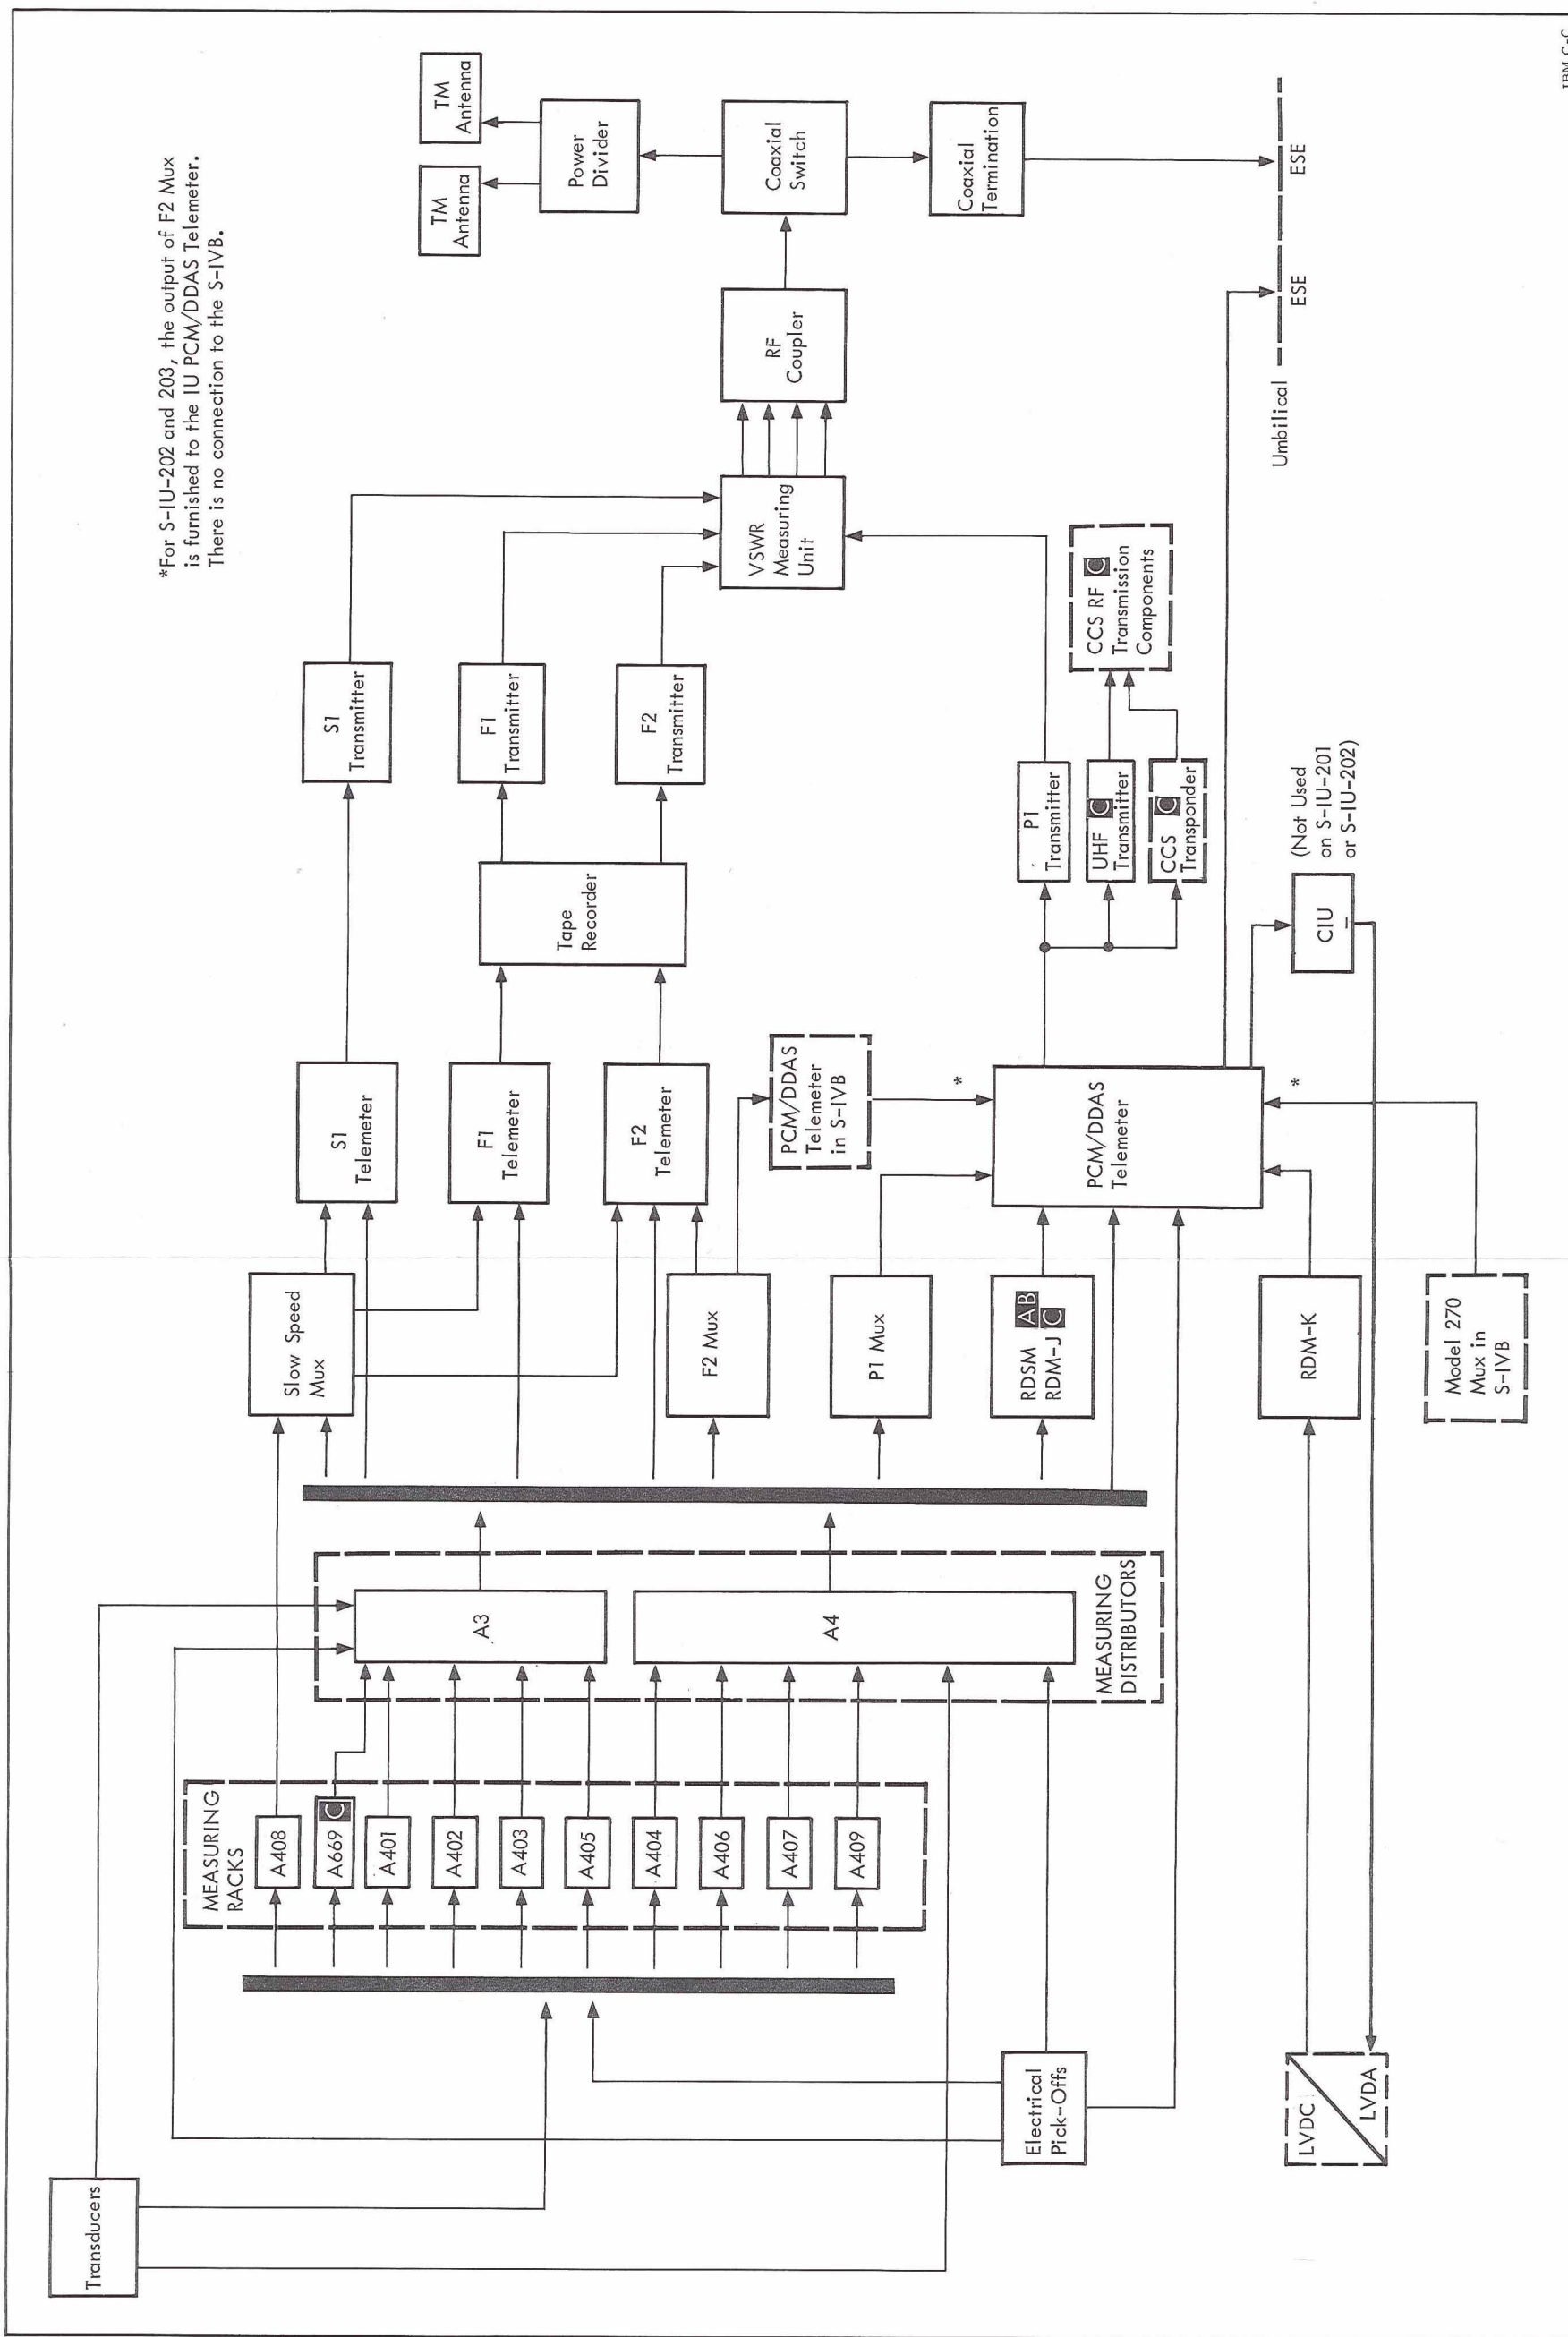 *For S-IU-202 and 203, the output of F2 Mux
is furnished to the IU PCM/DDAS Telemeter.
There is no connection to the S-IVB.
Transducers
MEASURING
RACKS
A408
A669 C
A401
A402
A403
A405
A404
A406
A407
A409
Electrical
Pick-Offs
LVDC
LVDA
A3
A4
MEASURING
DISTRIBUTORS
Slow Speed
Mux
F2 Mux
P1 Mux
RDSM AB
RDM-J C
RDM-K
Model 270
Mux in
S-IVB
S1
Telemeter
F1
Telemeter
F2
Telemeter
PCM/DDAS
Telemeter
in S-IVB
*
PCM/DDAS
Telemeter
*
Tape
Recorder
CIU
(Not Used
on S-IU-201
or S-IU-202)
S1
Transmitter
F1
Transmitter
F2
Transmitter
P1
Transmitter
UHF C
Transmitter
CCS C
Transponder
CCS RF C
Transmission
Components
VSWR
Measuring
Unit
RF
Coupler
Coaxial
Switch
Power
Divider
TM
Antenna
TM
Antenna
Coaxial
Termination
Umbilical
ESE
ESE
IBM C-C